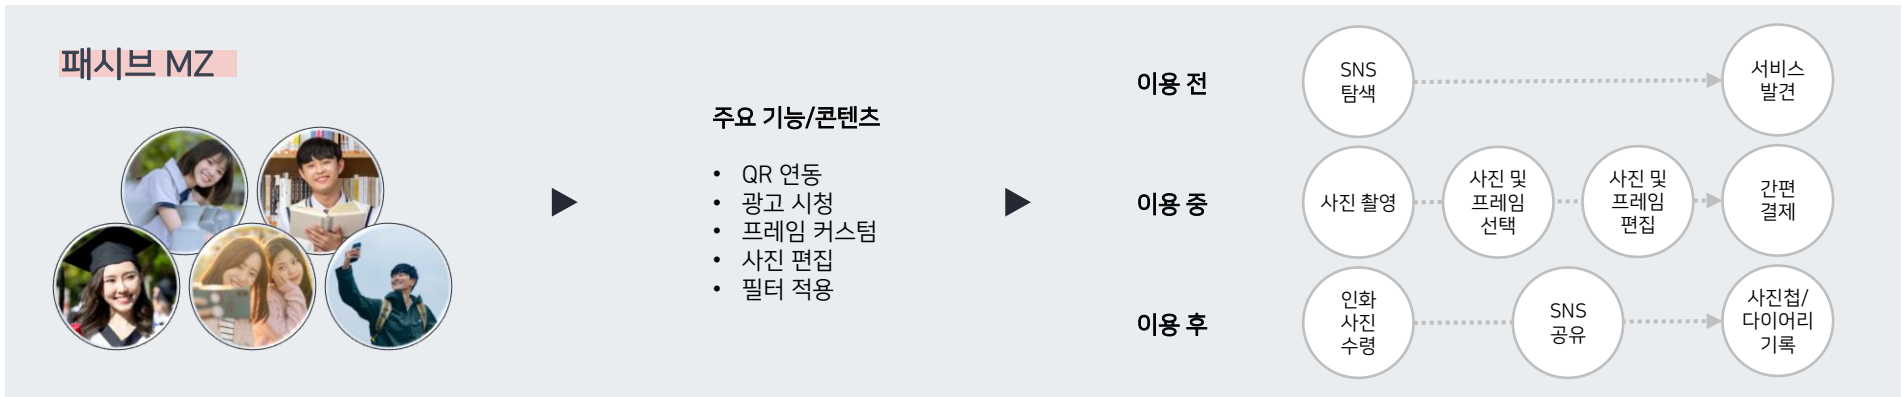 패시브 MZ
주요 기능/콘텐츠
• QR 연동
• 광고 시청
• 프레임 커스텀
• 사진 편집
• 필터 적용
이용 전
SNS
탐색
서비스
발견
이용 중
사진 촬영
사진 및
프레임
선택
사진 및
프레임
편집
간편
결제
이용 후
인화
사진
수령
SNS
공유
사진첩/
다이어리
기록